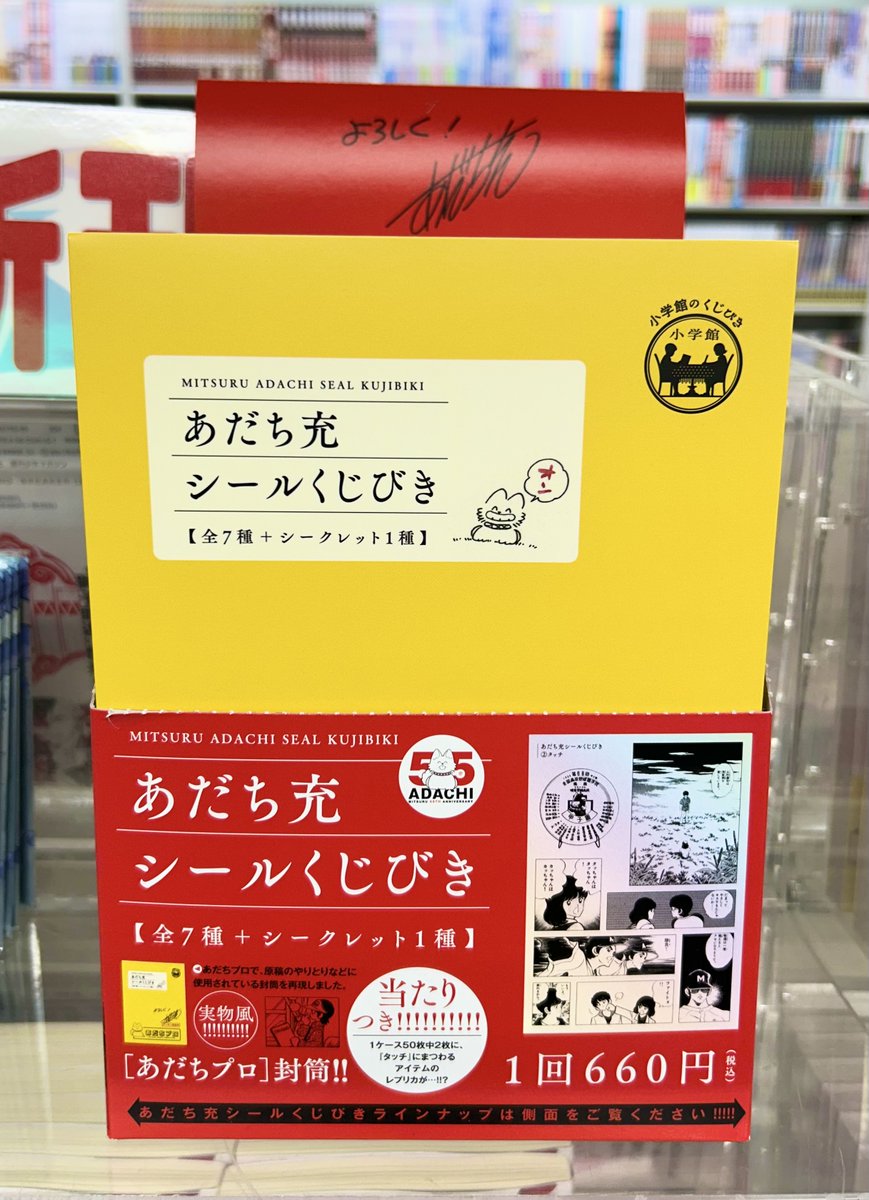 よろしく！
あだち充
小学館のくじびき
小学館
MITSURU ADACHI SEAL KUJIBIKI
あだち充
シールくじびき
【全7種＋シークレット1種】
オーン
MITSURU ADACHI SEAL KUJIBIKI
55
ADACHI
MITSURU 55TH ANNIVERSARY
あだち充
シールくじびき
【全7種＋シークレット1種】
あだち充シールくじびき
②タッチ
あだちプロで、原稿のやりとりなどに
使用されている封筒を再現しました。
実物風
!!!!!!!!!!
［あだちプロ］封筒!!
当たり
つき!!!!!!!!!!
1ケース50枚中2枚に、
「タッチ」にまつわる
アイテムの
レプリカが…!!?
1回660円(税込)
あだち充シールくじびきラインナップは側面をご覧ください!!!!!